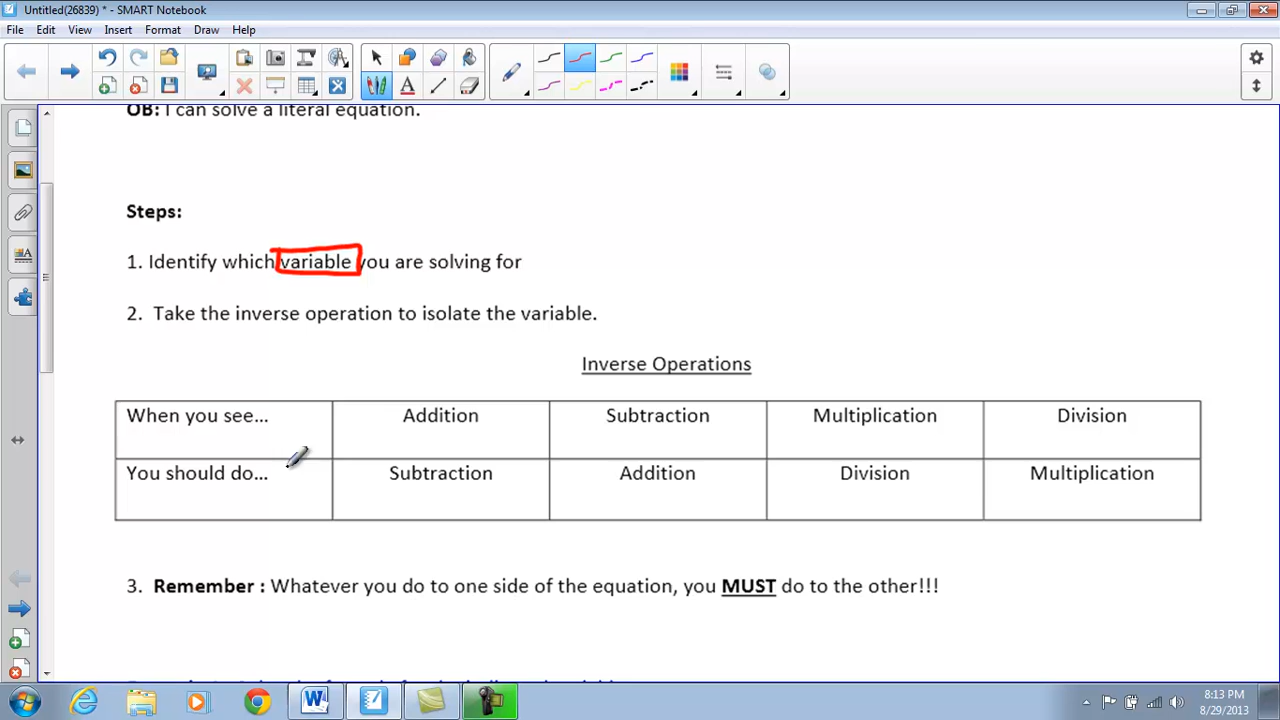 Untitled(26839) * - SMART Notebook
File Edit View Insert Format Draw Help
OB: I can solve a literal equation.
Steps:
1. Identify which variable you are solving for
2. Take the inverse operation to isolate the variable.
Inverse Operations
When you see... Addition Subtraction Multiplication Division
You should do... Subtraction Addition Division Multiplication
3. Remember : Whatever you do to one side of the equation, you MUST do to the other!!!
8:13 PM
8/29/2013